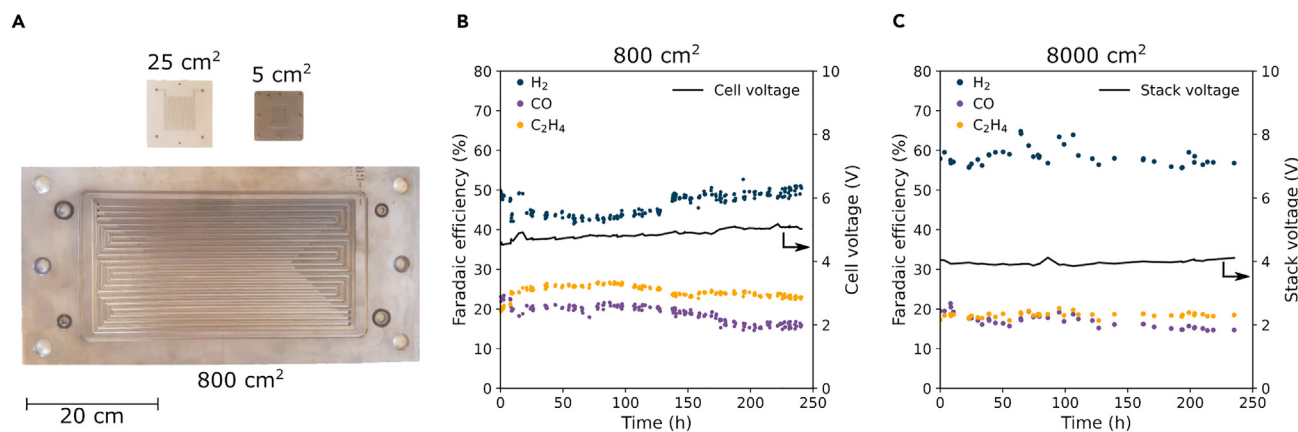 A
25 cm²
5 cm²
800 cm²
20 cm
B
800 cm²
H₂
CO
C₂H₄
Cell voltage
Faradaic efficiency (%)
80
70
60
50
40
30
20
10
0
10
8
6
4
2
0
Cell voltage (V)
0 50 100 150 200 250
Time (h)
C
8000 cm²
H₂
CO
C₂H₄
Stack voltage
Faradaic efficiency (%)
80
70
60
50
40
30
20
10
0
10
8
6
4
2
0
Stack voltage (V)
0 50 100 150 200 250
Time (h)